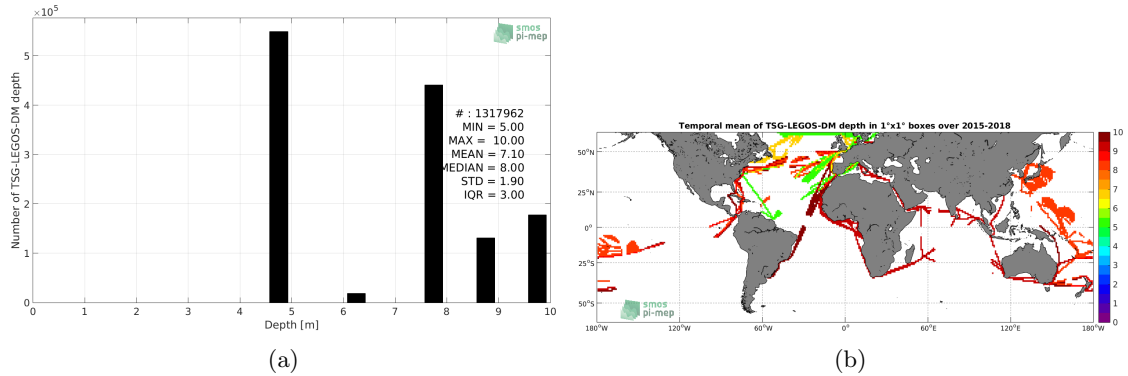 ×10⁵
smos
pi-mep
5
4
3
2
1
0
Number of TSG-LEGOS-DM depth
# : 1317962
MIN = 5.00
MAX = 10.00
MEAN = 7.10
MEDIAN = 8.00
STD = 1.90
IQR = 3.00
0 1 2 3 4 5 6 7 8 9 10
Depth [m]
(a)
Temporal mean of TSG-LEGOS-DM depth in 1°x1° boxes over 2015-2018
50°N
25°N
0°
25°S
50°S
smos
pi-mep
180°W 120°W 60°W 0° 60°E 120°E 180°W
10
9
8
7
6
5
4
3
2
1
0
(b)